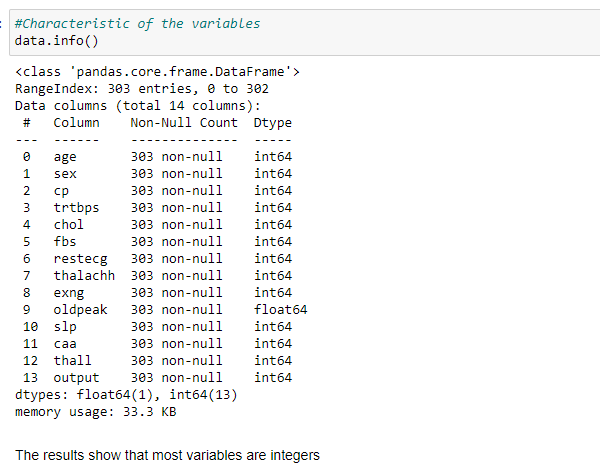 #Characteristic of the variables
data.info()
<class 'pandas.core.frame.DataFrame'>
RangeIndex: 303 entries, 0 to 302
Data columns (total 14 columns):
 #   Column    Non-Null Count  Dtype
---  ------    --------------  -----
 0   age       303 non-null    int64
 1   sex       303 non-null    int64
 2   cp        303 non-null    int64
 3   trtbps    303 non-null    int64
 4   chol      303 non-null    int64
 5   fbs       303 non-null    int64
 6   restecg   303 non-null    int64
 7   thalachh  303 non-null    int64
 8   exng      303 non-null    int64
 9   oldpeak   303 non-null    float64
 10  slp       303 non-null    int64
 11  caa       303 non-null    int64
 12  thall     303 non-null    int64
 13  output    303 non-null    int64
dtypes: float64(1), int64(13)
memory usage: 33.3 KB
The results show that most variables are integers